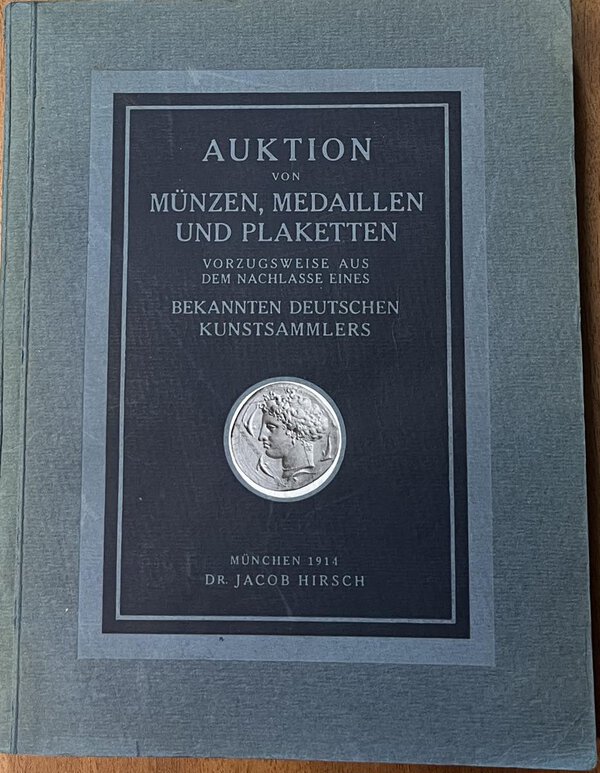 AUKTION
VON
MÜNZEN, MEDAILLEN
UND PLAKETTEN
VORZUGSWEISE AUS
DEM NACHLASSE EINES
BEKANNTEN DEUTSCHEN
KUNSTSAMMLERS
MÜNCHEN 1914
DR. JACOB HIRSCH